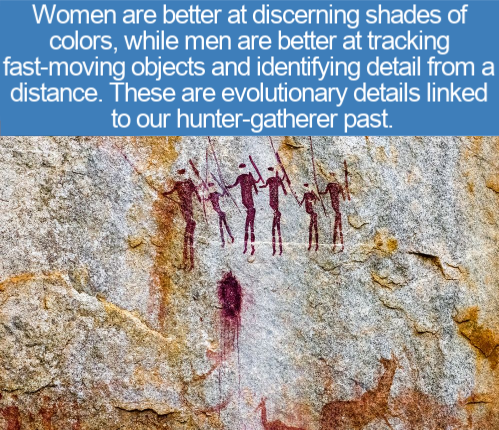 Women are better at discerning shades of
colors, while men are better at tracking
fast-moving objects and identifying detail from a
distance. These are evolutionary details linked
to our hunter-gatherer past.